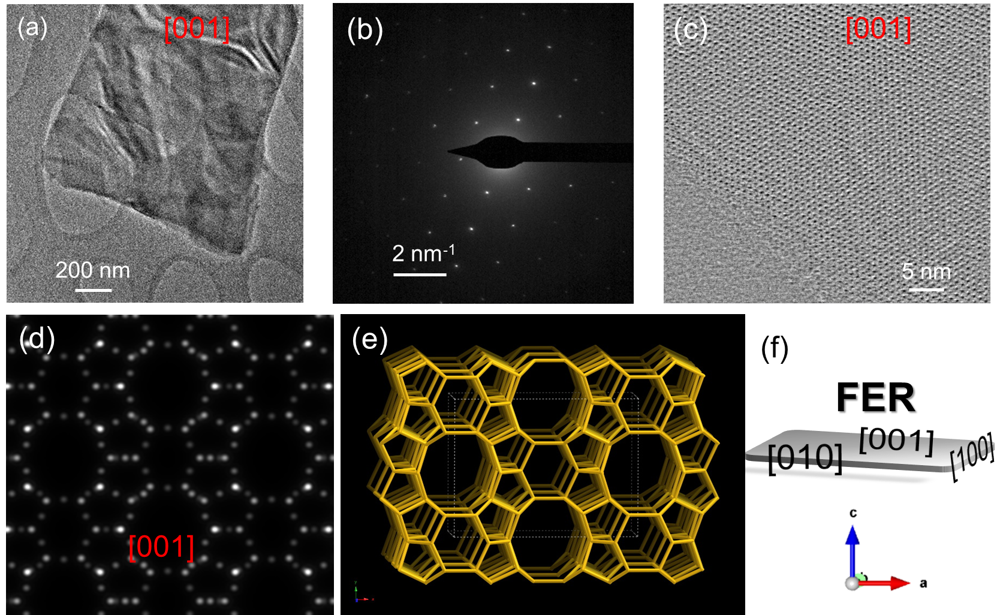 (a)
[001]
200 nm
(b)
2 nm⁻¹
(c)
[001]
5 nm
(d)
[001]
(e)
Y
x
(f)
FER
[010]
[001]
[100]
c
b
a